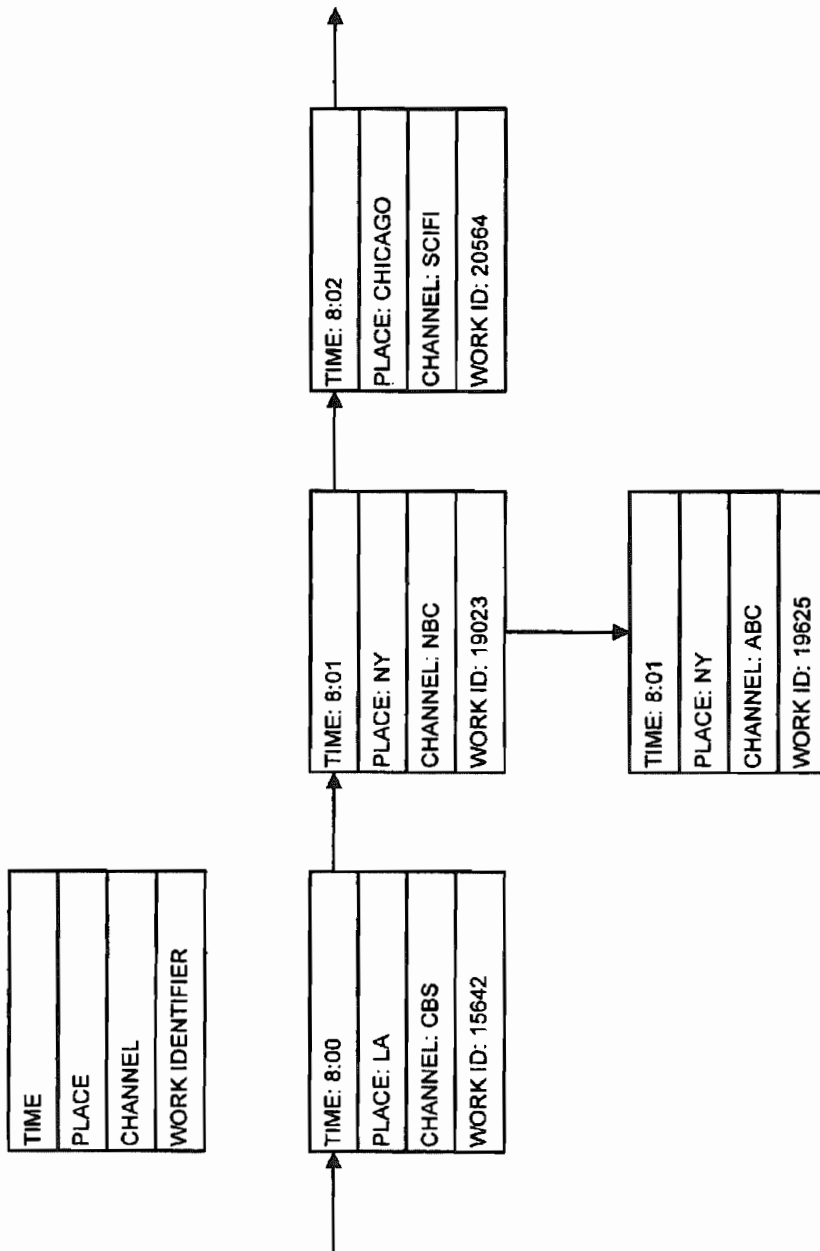 TIME
PLACE
CHANNEL
WORK IDENTIFIER
TIME: 8:00
PLACE: LA
CHANNEL: CBS
WORK ID: 15642
TIME: 8:01
PLACE: NY
CHANNEL: NBC
WORK ID: 19023
TIME: 8:02
PLACE: CHICAGO
CHANNEL: SCIFI
WORK ID: 20564
TIME: 8:01
PLACE: NY
CHANNEL: ABC
WORK ID: 19625